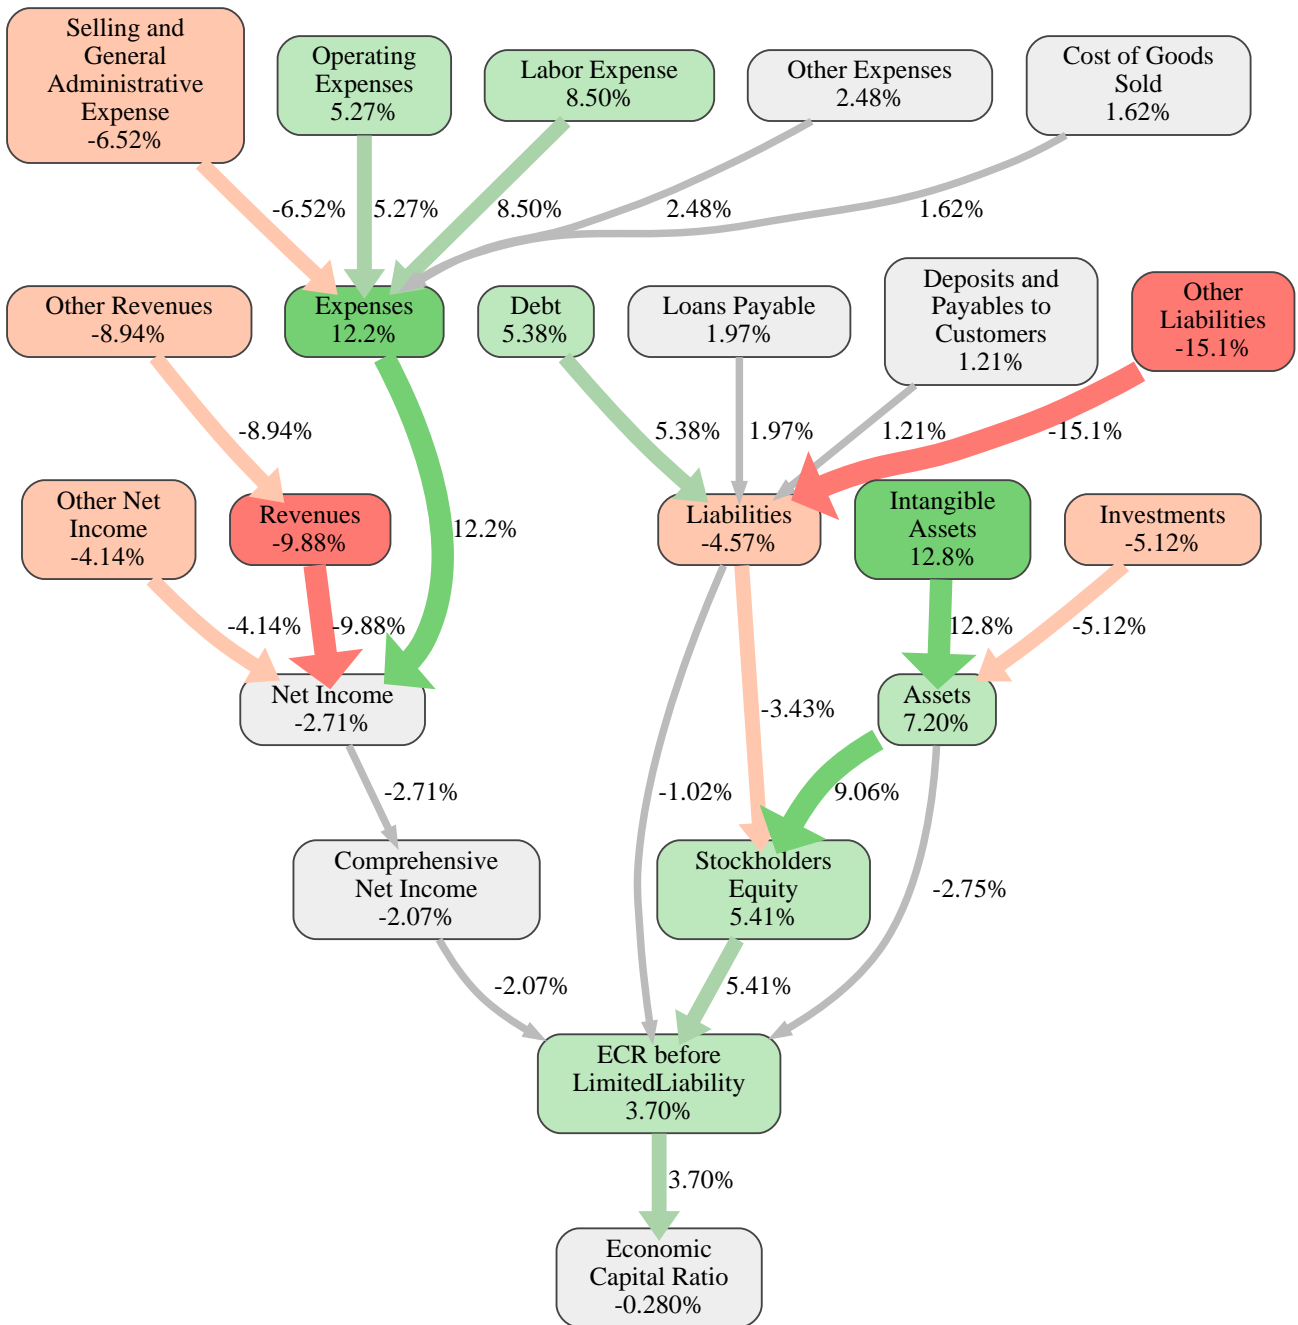 Selling and
General
Administrative
Expense
-6.52%
Operating
Expenses
5.27%
Labor Expense
8.50%
Other Expenses
2.48%
Cost of Goods
Sold
1.62%
-6.52%
5.27%
8.50%
2.48%
1.62%
Other Revenues
-8.94%
Expenses
12.2%
Debt
5.38%
Loans Payable
1.97%
Deposits and
Payables to
Customers
1.21%
Other
Liabilities
-15.1%
-8.94%
5.38%
1.97%
1.21%
-15.1%
Other Net
Income
-4.14%
Revenues
-9.88%
12.2%
Liabilities
-4.57%
Intangible
Assets
12.8%
Investments
-5.12%
-4.14%
-9.88%
12.8%
-5.12%
Net Income
-2.71%
-3.43%
Assets
7.20%
-2.71%
-1.02%
9.06%
Comprehensive
Net Income
-2.07%
Stockholders
Equity
5.41%
-2.75%
-2.07%
5.41%
ECR before
LimitedLiability
3.70%
3.70%
Economic
Capital Ratio
-0.280%